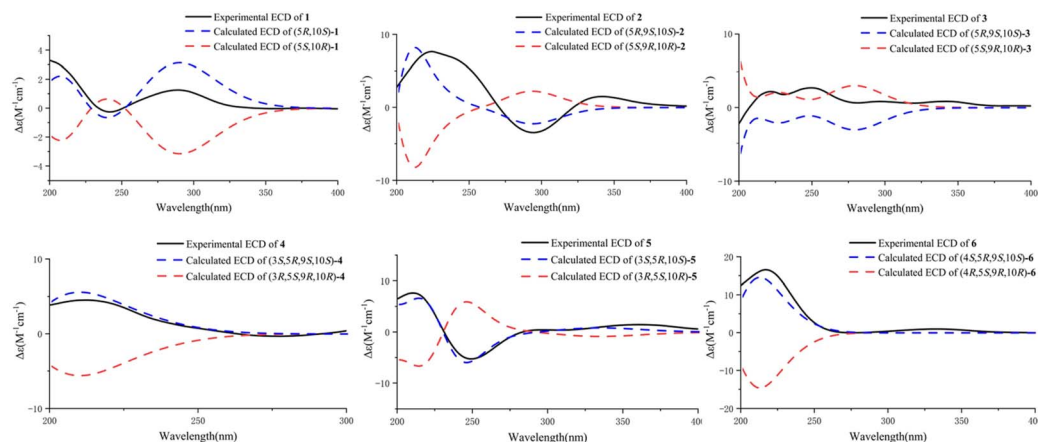 Experimental ECD of 1
Calculated ECD of (5R,10S)-1
Calculated ECD of (5S,10R)-1
4
2
0
−2
−4
Δε(M⁻¹cm⁻¹)
200 250 300 350 400
Wavelength(nm)
Experimental ECD of 2
Calculated ECD of (5R,9S,10S)-2
Calculated ECD of (5S,9R,10R)-2
10
0
−10
Δε(M⁻¹cm⁻¹)
200 250 300 350 400
Wavelength(nm)
Experimental ECD of 3
Calculated ECD of (5R,9S,10S)-3
Calculated ECD of (5S,9R,10R)-3
10
0
−10
Δε(M⁻¹cm⁻¹)
200 250 300 350 400
Wavelength(nm)
Experimental ECD of 4
Calculated ECD of (3S,5R,9S,10S)-4
Calculated ECD of (3R,5S,9R,10R)-4
10
0
−10
Δε(M⁻¹cm⁻¹)
200 250 300
Wavelength(nm)
Experimental ECD of 5
Calculated ECD of (3S,5R,10S)-5
Calculated ECD of (3R,5S,10R)-5
10
0
−10
Δε(M⁻¹cm⁻¹)
200 250 300 350 400
Wavelength(nm)
Experimental ECD of 6
Calculated ECD of (4S,5R,9S,10S)-6
Calculated ECD of (4R,5S,9R,10R)-6
20
10
0
−10
−20
Δε(M⁻¹cm⁻¹)
200 250 300 350 400
Wavelength(nm)